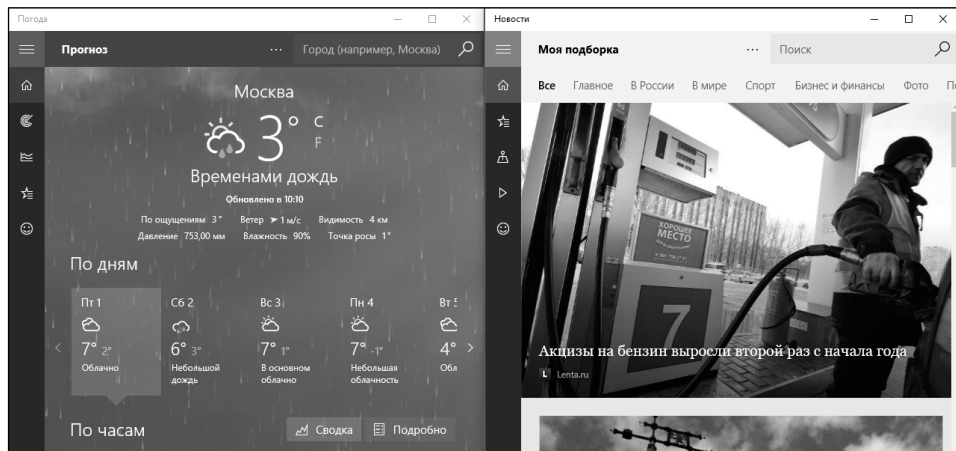 Погода
Прогноз ... Город (например, Москва)
Москва
3° C
F
Временами дождь
Обновлено в 10:10
По ощущениям 3° Ветер 1 м/с Видимость 4 км
Давление 753,00 мм Влажность 90% Точка росы 1°
По дням
Пт 1 Сб 2 Вс 3 Пн 4 Вт 5
7° 2° 6° 3° 7° 1° 7° -1° 4°
Облачно Небольшой дождь В основном облачно Небольшая облачность Обл
По часам Сводка Подробно
Новости
Моя подборка ... Поиск
Все Главное В России В мире Спорт Бизнес и финансы Фото
ХОРОШЕЕ
МЕСТО
7
Акцизы на бензин выросли второй раз с начала года
L Lenta.ru